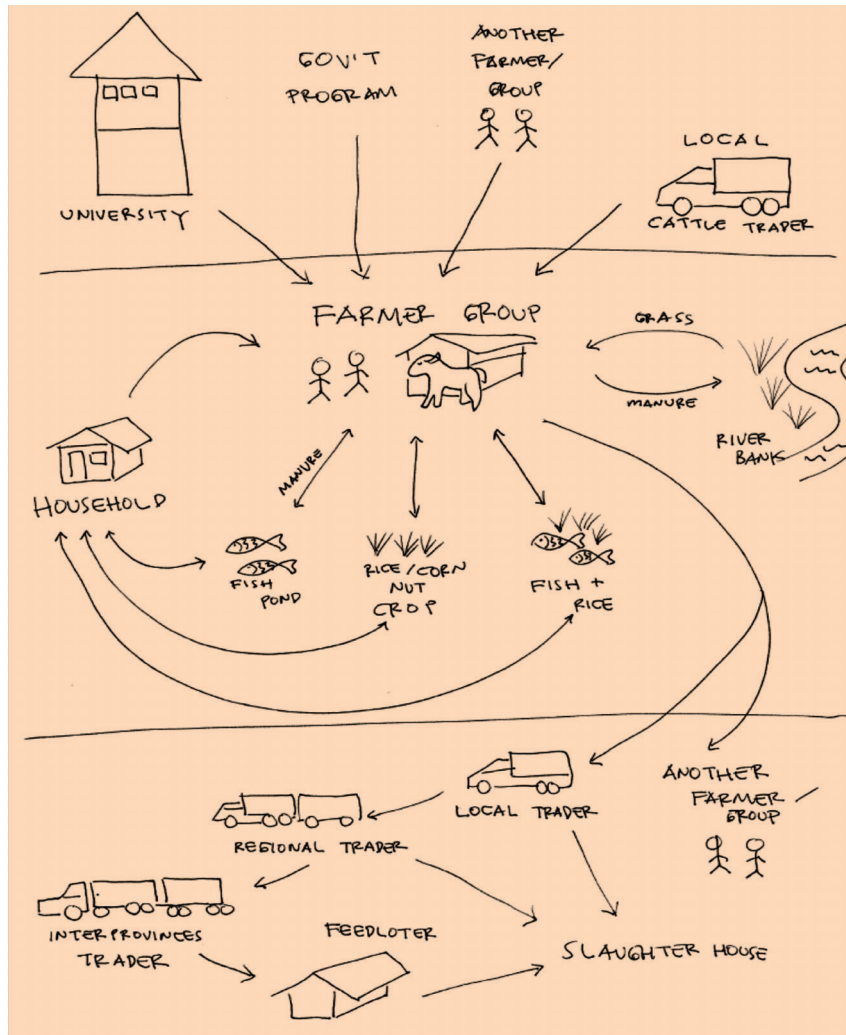 GOV'T
PROGRAM
ANOTHER
FARMER/
GROUP
LOCAL
CATTLE TRADER
UNIVERSITY
FARMER GROUP
GRASS
MANURE
RIVER
BANK
MANURE
HOUSEHOLD
FISH
POND
RICE/CORN
NUT
CROP
FISH +
RICE
LOCAL TRADER
ANOTHER
FARMER
GROUP
REGIONAL TRADER
INTERPROVINCES
TRADER
FEEDLOTER
SLAUGHTER HOUSE